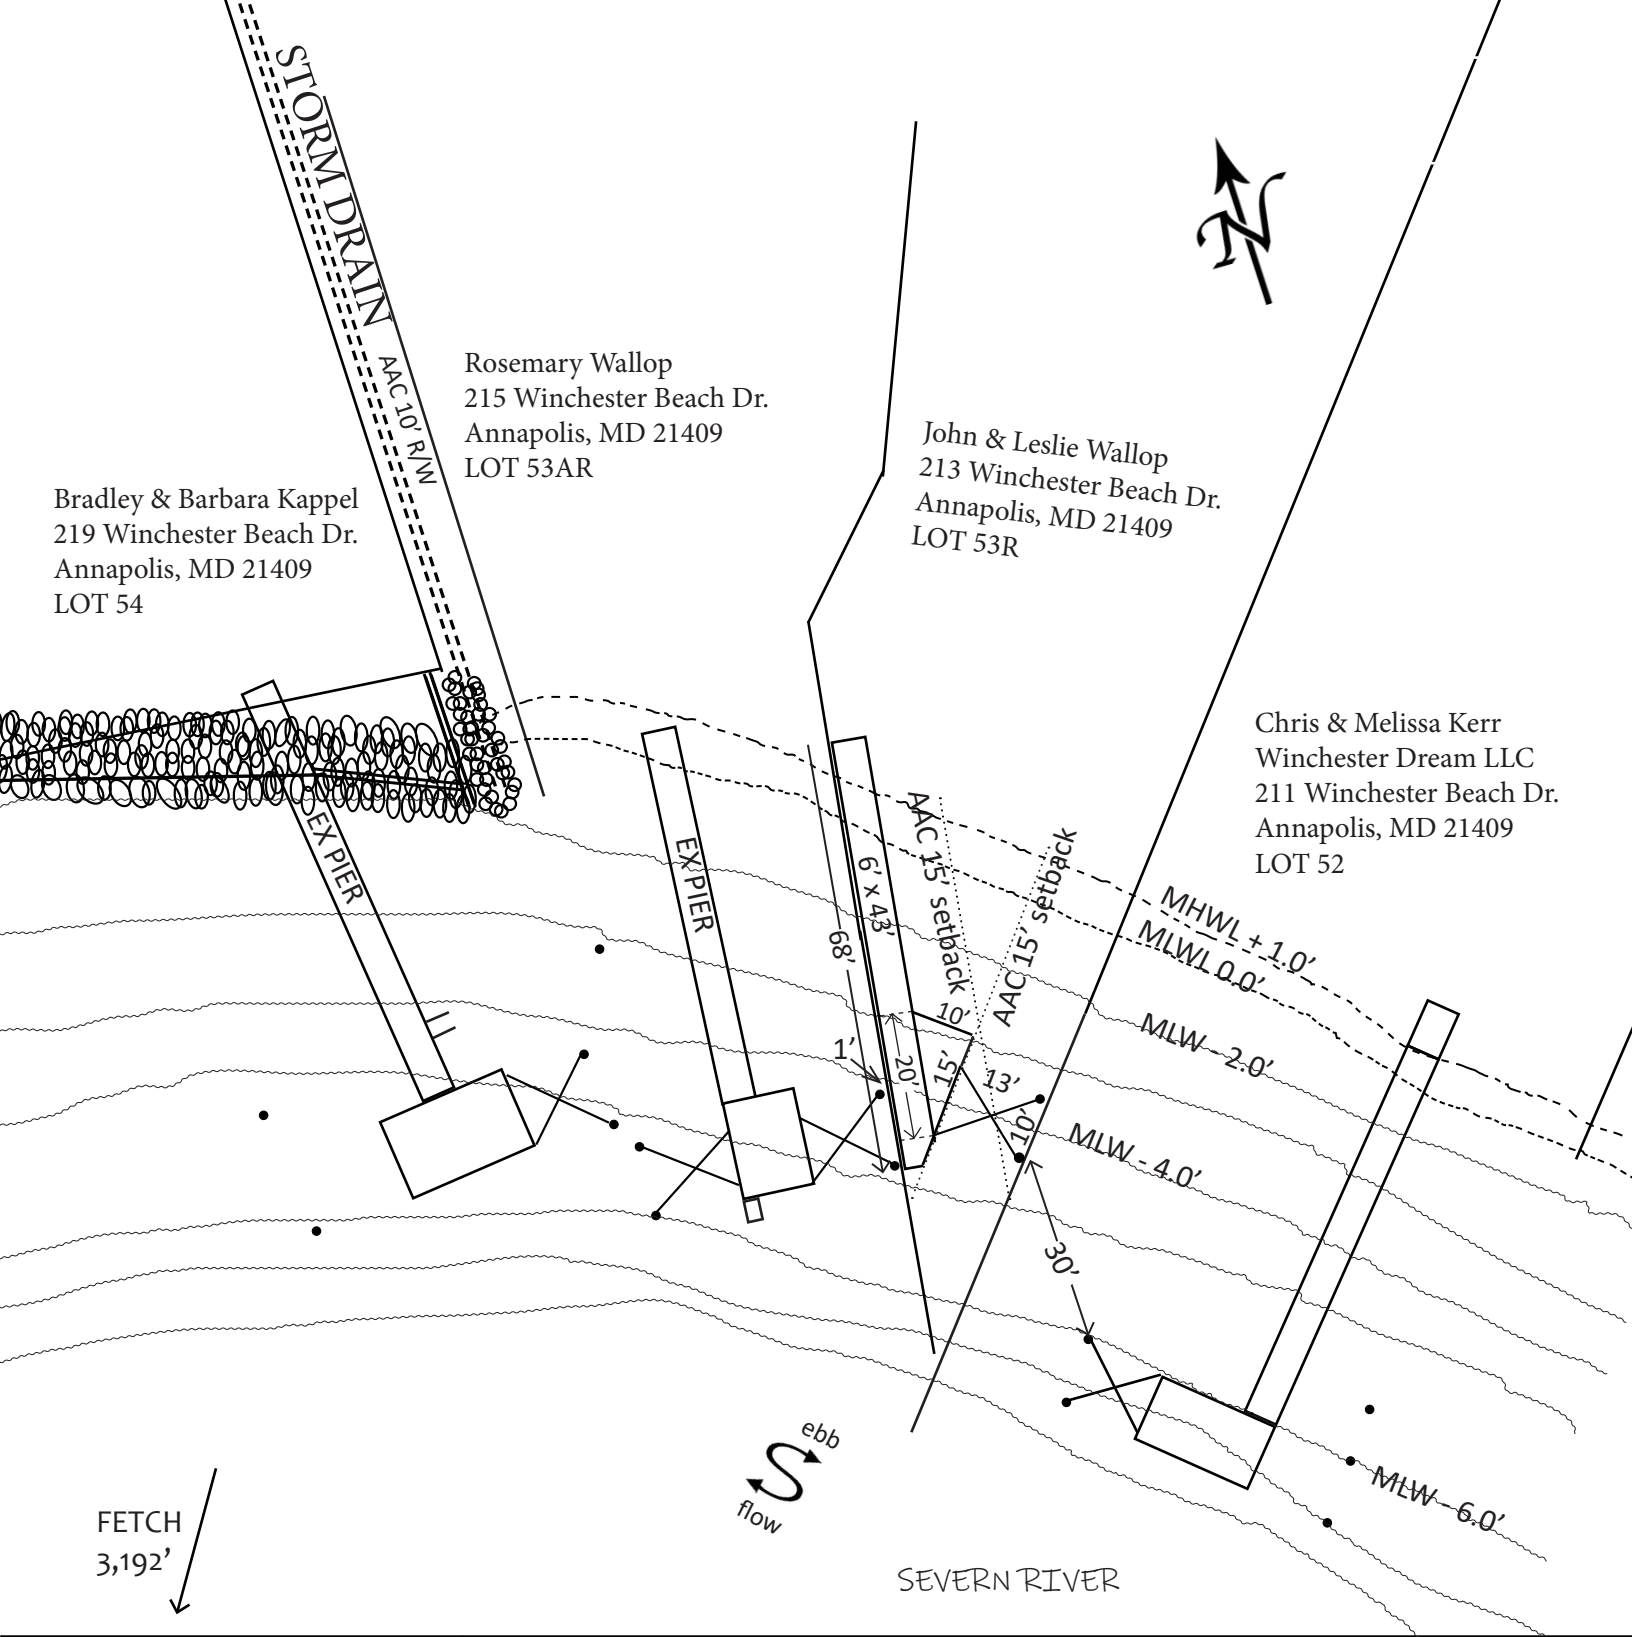 STORM DRAIN
AAC 10' R/W
N
Rosemary Wallop
215 Winchester Beach Dr.
Annapolis, MD 21409
LOT 53AR
John & Leslie Wallop
213 Winchester Beach Dr.
Annapolis, MD 21409
LOT 53R
Bradley & Barbara Kappel
219 Winchester Beach Dr.
Annapolis, MD 21409
LOT 54
Chris & Melissa Kerr
Winchester Dream LLC
211 Winchester Beach Dr.
Annapolis, MD 21409
LOT 52
EX PIER
EX PIER
6' x 43'
68'
AAC 15' setback
AAC 15' setback
MHWL + 1.0'
MLWL 0.0'
10'
1'
20'
15'
13'
10'
MLW - 2.0'
MLW - 4.0'
30'
ebb
flow
MLW - 6.0'
FETCH
3,192'
SEVERN RIVER